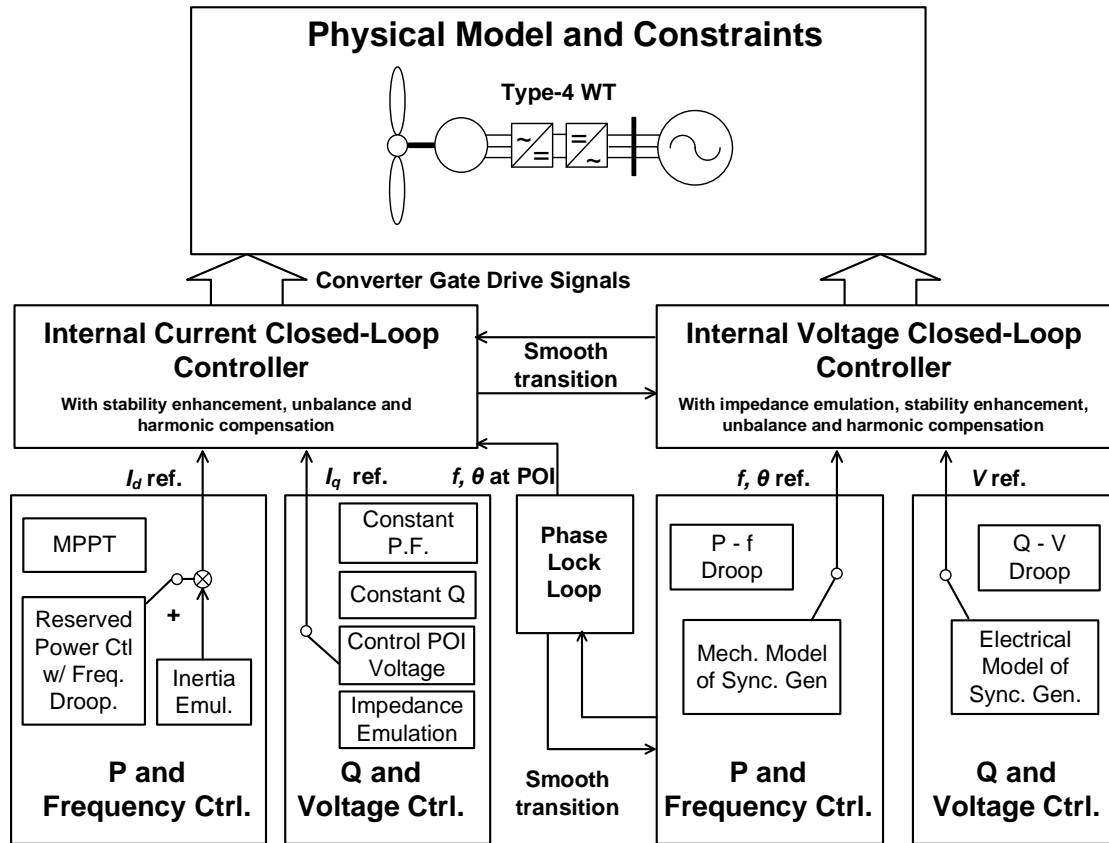 Physical Model and Constraints
Type-4 WT
~
=
=
~
Converter Gate Drive Signals
Internal Current Closed-Loop
Controller
With stability enhancement, unbalance and
harmonic compensation
Smooth
transition
Internal Voltage Closed-Loop
Controller
With impedance emulation, stability enhancement,
unbalance and harmonic compensation
Id ref.
Iq ref.
f, θ at POI
f, θ ref.
V ref.
MPPT
Reserved
Power Ctl
w/ Freq.
Droop.
+
Inertia
Emul.
P and
Frequency Ctrl.
Constant
P.F.
Constant Q
Control POI
Voltage
Impedance
Emulation
Q and
Voltage Ctrl.
Phase
Lock
Loop
Smooth
transition
P - f
Droop
Mech. Model
of Sync. Gen
P and
Frequency Ctrl.
Q - V
Droop
Electrical
Model of
Sync. Gen.
Q and
Voltage Ctrl.